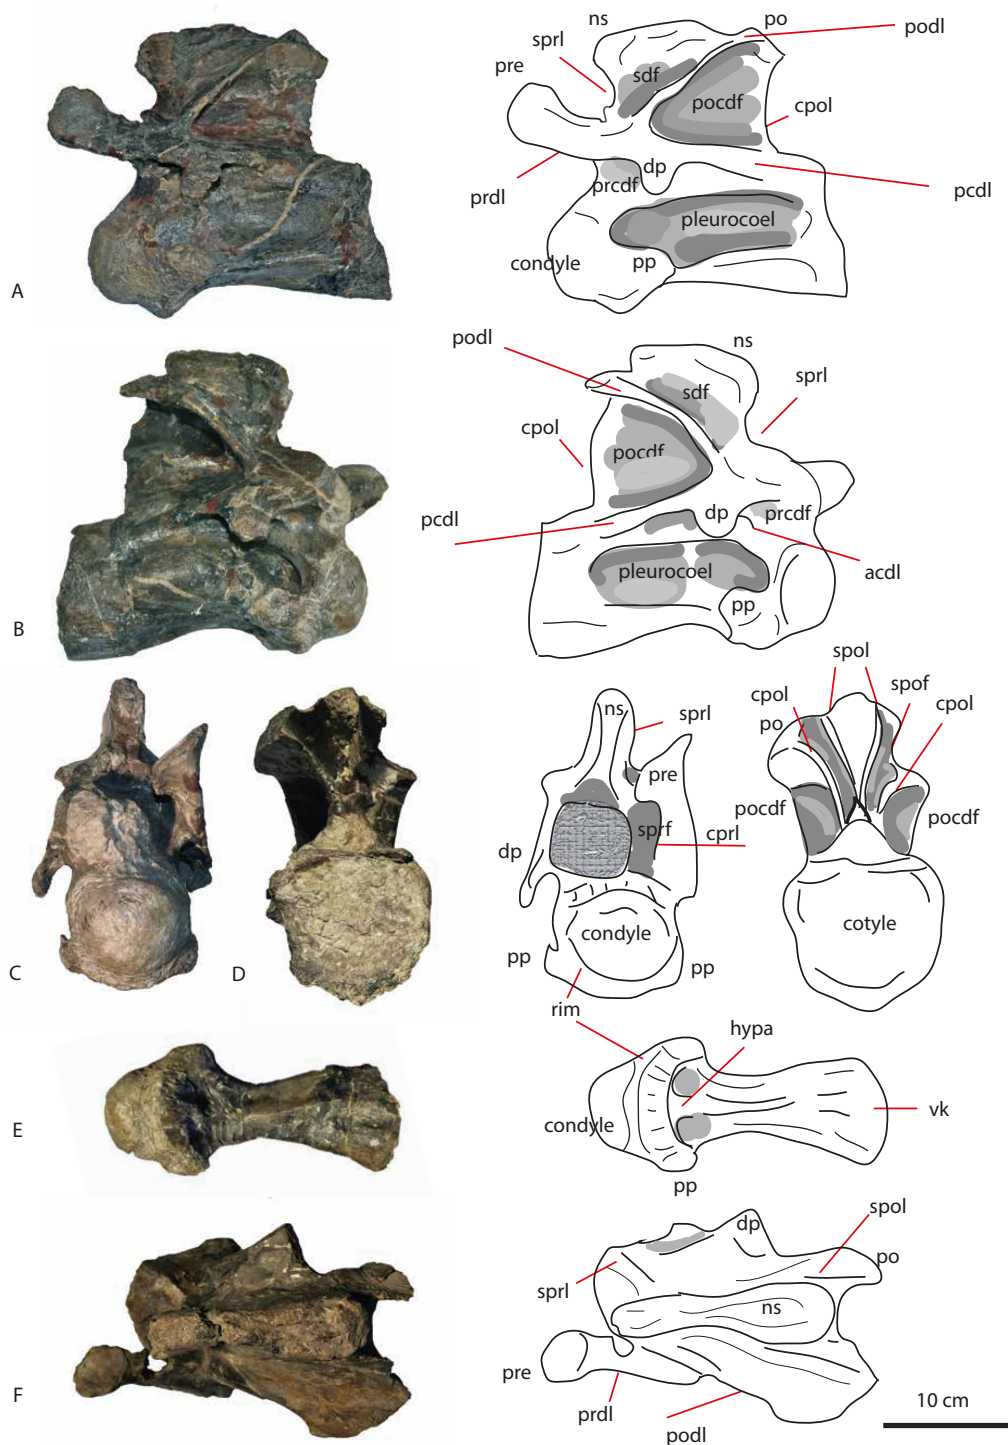 ns
po
podl
sprl
pre
sdf
pocdf
cpol
dp
prcdf
prdl
pcdl
pleurocoel
condyle
pp
A
podl
ns
sprl
sdf
cpol
pocdf
pcdl
dp
prcdf
acdl
pleurocoel
pp
B
ns
sprl
pre
sprf
cprl
dp
condyle
pp
pp
rim
C
D
spol
cpol
spof
cpol
po
pocdf
pocdf
cotyle
hypa
condyle
vk
pp
E
dp
spol
po
sprl
ns
pre
prdl
podl
10 cm
F